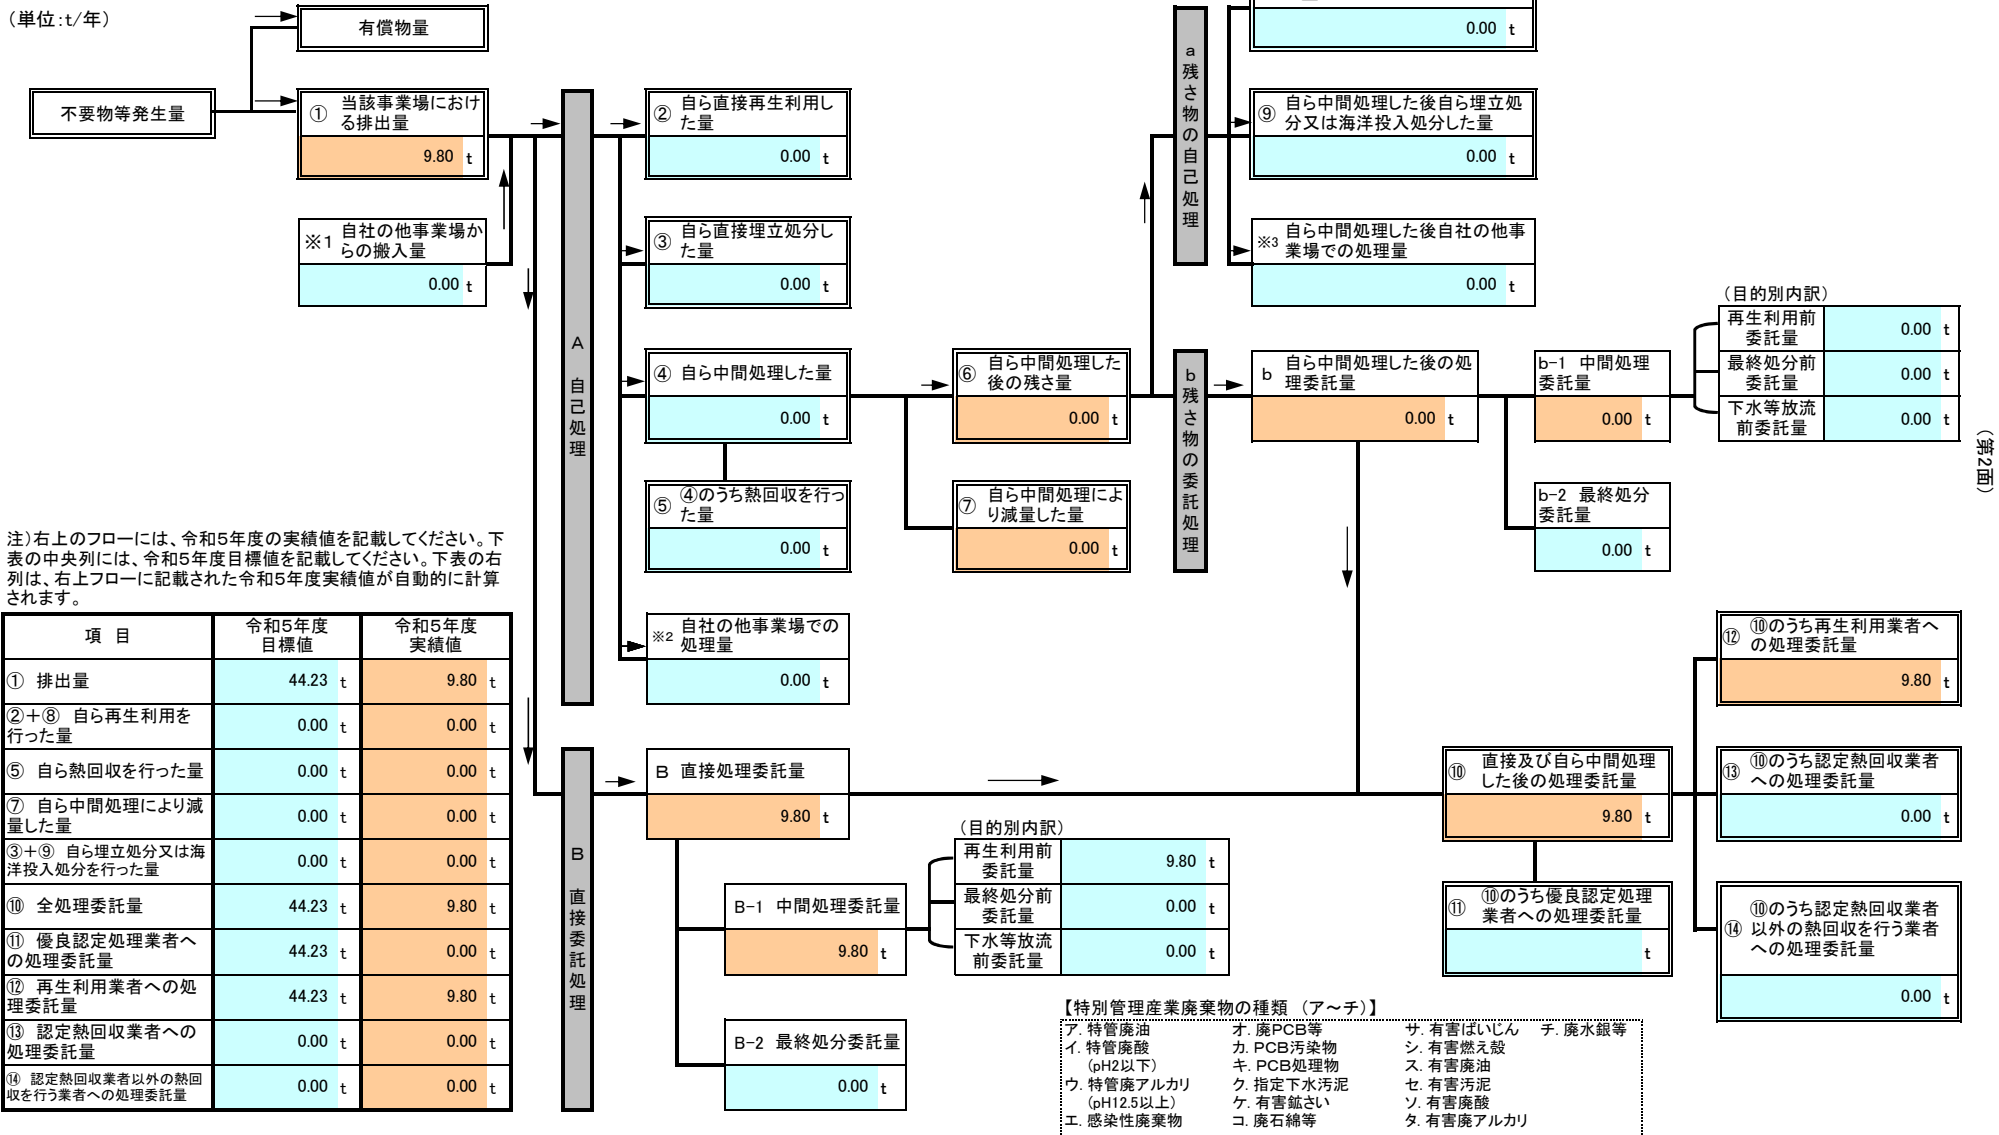 （単位:t/年）
有償物量
不要物等発生量
① 当該事業場におけ
る排出量
9.80 t
※1 自社の他事業場か
らの搬入量
0.00 t
A 自己処理
② 自ら直接再生利用し
た量
0.00 t
③ 自ら直接埋立処分し
た量
0.00 t
④ 自ら中間処理した量
0.00 t
⑤ ④のうち熱回収を行っ
た量
0.00 t
※2 自社の他事業場での
処理量
0.00 t
⑥ 自ら中間処理した
後の残さ量
0.00 t
⑦ 自ら中間処理によ
り減量した量
0.00 t
a 残さ物の自己処理
0.00 t
⑨ 自ら中間処理した後自ら埋立処
分又は海洋投入処分した量
0.00 t
※3 自ら中間処理した後自社の他事
業場での処理量
0.00 t
b 残さ物の委託処理
b 自ら中間処理した後の処
理委託量
0.00 t
b-1 中間処理
委託量
0.00 t
b-2 最終処分
委託量
0.00 t
（目的別内訳）
再生利用前
委託量
0.00 t
最終処分前
委託量
0.00 t
下水等放流
前委託量
0.00 t
（第2面）
注）右上のフローには、令和5年度の実績値を記載してください。下
表の中央列には、令和5年度目標値を記載してください。下表の右
列は、右上フローに記載された令和5年度実績値が自動的に計算
されます。
項 目 令和5年度
目標値 令和5年度
実績値
① 排出量 44.23 t 9.80 t
②＋⑧ 自ら再生利用を
行った量 0.00 t 0.00 t
⑤ 自ら熱回収を行った量 0.00 t 0.00 t
⑦ 自ら中間処理により減
量した量 0.00 t 0.00 t
③＋⑨ 自ら埋立処分又は海
洋投入処分を行った量 0.00 t 0.00 t
⑩ 全処理委託量 44.23 t 9.80 t
⑪ 優良認定処理業者へ
の処理委託量 44.23 t 0.00 t
⑫ 再生利用業者への処
理委託量 44.23 t 9.80 t
⑬ 認定熱回収業者への
処理委託量 0.00 t 0.00 t
⑭ 認定熱回収業者以外の熱回
収を行う業者への処理委託量 0.00 t 0.00 t
B 直接委託処理
B 直接処理委託量
9.80 t
B-1 中間処理委託量
9.80 t
B-2 最終処分委託量
0.00 t
（目的別内訳）
再生利用前
委託量
9.80 t
最終処分前
委託量
0.00 t
下水等放流
前委託量
0.00 t
⑩ 直接及び自ら中間処理
した後の処理委託量
9.80 t
⑪ ⑩のうち優良認定処理
業者への処理委託量
t
⑫ ⑩のうち再生利用業者へ
の処理委託量
9.80 t
⑬ ⑩のうち認定熱回収業者
への処理委託量
0.00 t
⑭ ⑩のうち認定熱回収業者
以外の熱回収を行う業者
への処理委託量
0.00 t
【特別管理産業廃棄物の種類 （ア～チ）】
ア. 特管廃油 オ. 廃PCB等 サ. 有害ばいじん チ. 廃水銀等
イ. 特管廃酸 カ. PCB汚染物 シ. 有害燃え殻
（pH2以下） キ. PCB処理物 ス. 有害廃油
ウ. 特管廃アルカリ ク. 指定下水汚泥 セ. 有害汚泥
（pH12.5以上） ケ. 有害鉱さい ソ. 有害廃酸
エ. 感染性廃棄物 コ. 廃石綿等 タ. 有害廃アルカリ